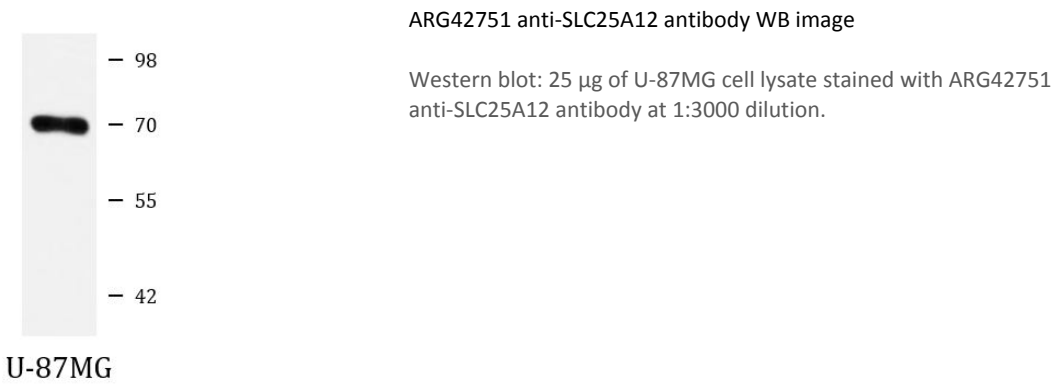 ARG42751 anti-SLC25A12 antibody WB image
Western blot: 25 µg of U-87MG cell lysate stained with ARG42751
anti-SLC25A12 antibody at 1:3000 dilution.
– 98
– 70
– 55
– 42
U-87MG